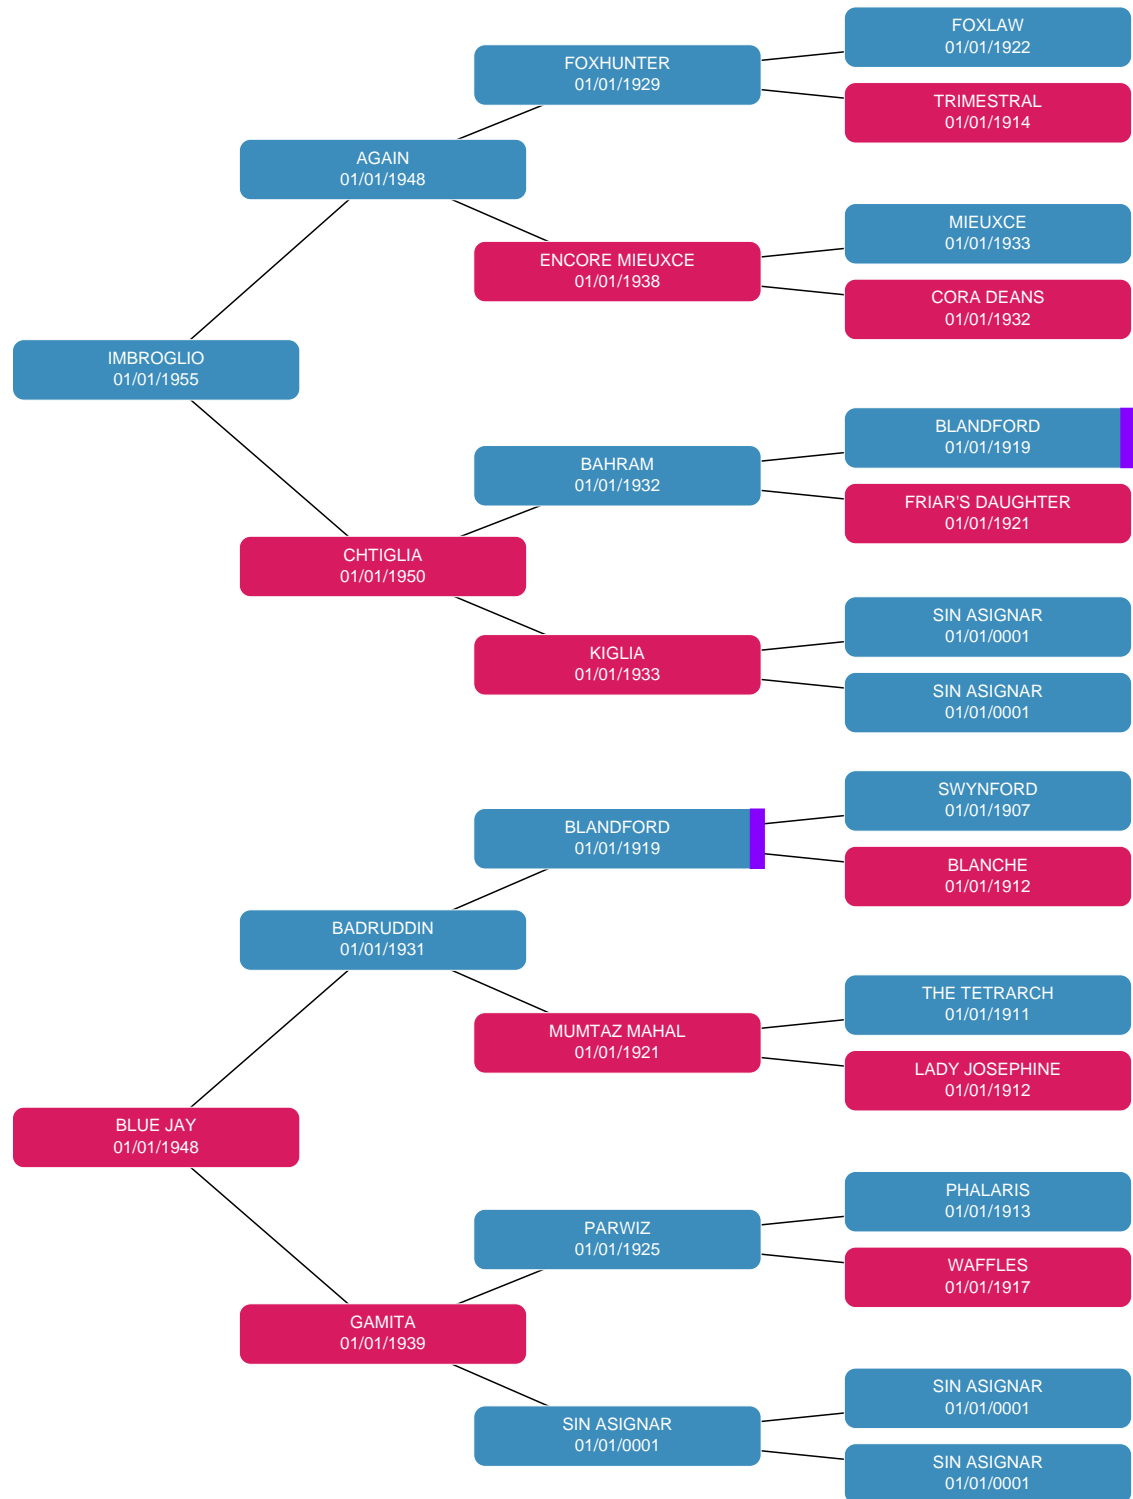 FOXLAW
01/01/1922
FOXHUNTER
01/01/1929
TRIMESTRAL
01/01/1914
AGAIN
01/01/1948
MIEUXCE
01/01/1933
ENCORE MIEUXCE
01/01/1938
CORA DEANS
01/01/1932
IMBROGLIO
01/01/1955
BLANDFORD
01/01/1919
BAHRAM
01/01/1932
FRIAR'S DAUGHTER
01/01/1921
CHTIGLIA
01/01/1950
SIN ASIGNAR
01/01/0001
KIGLIA
01/01/1933
SIN ASIGNAR
01/01/0001
SWYNFORD
01/01/1907
BLANDFORD
01/01/1919
BLANCHE
01/01/1912
BADRUDDIN
01/01/1931
THE TETRARCH
01/01/1911
MUMTAZ MAHAL
01/01/1921
LADY JOSEPHINE
01/01/1912
BLUE JAY
01/01/1948
PHALARIS
01/01/1913
PARWIZ
01/01/1925
WAFFLES
01/01/1917
GAMITA
01/01/1939
SIN ASIGNAR
01/01/0001
SIN ASIGNAR
01/01/0001
SIN ASIGNAR
01/01/0001